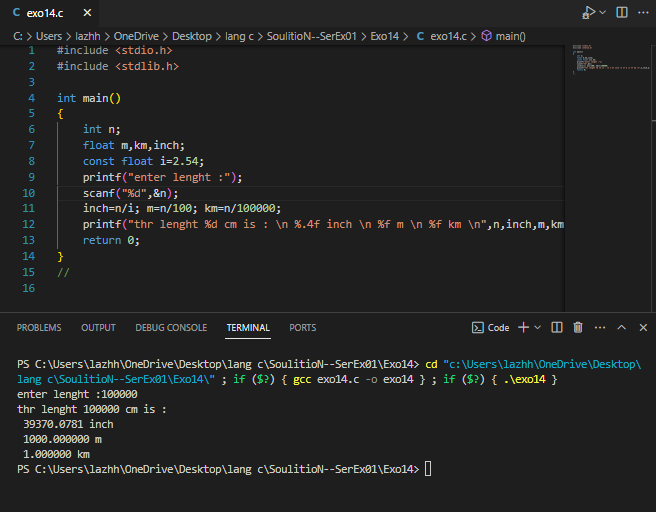 C exo14.c ×
C: > Users > lazhh > OneDrive > Desktop > lang c > SoulitioN--SerEx01 > Exo14 > C exo14.c > main()
1 #include <stdio.h>
2 #include <stdlib.h>
3
4 int main()
5 {
6 int n;
7 float m,km,inch;
8 const float i=2.54;
9 printf("enter lenght :");
10 scanf("%d",&n);
11 inch=n/i; m=n/100; km=n/100000;
12 printf("thr lenght %d cm is : \n %.4f inch \n %f m \n %f km \n",n,inch,m,km
13 return 0;
14 }
15 //
16
PROBLEMS OUTPUT DEBUG CONSOLE TERMINAL PORTS Code
PS C:\Users\lazhh\OneDrive\Desktop\lang c\SoulitioN--SerEx01\Exo14> cd "c:\Users\lazhh\OneDrive\Desktop\
lang c\SoulitioN--SerEx01\Exo14\" ; if ($?) { gcc exo14.c -o exo14 } ; if ($?) { .\exo14 }
enter lenght :100000
thr lenght 100000 cm is :
39370.0781 inch
1000.000000 m
1.000000 km
PS C:\Users\lazhh\OneDrive\Desktop\lang c\SoulitioN--SerEx01\Exo14>